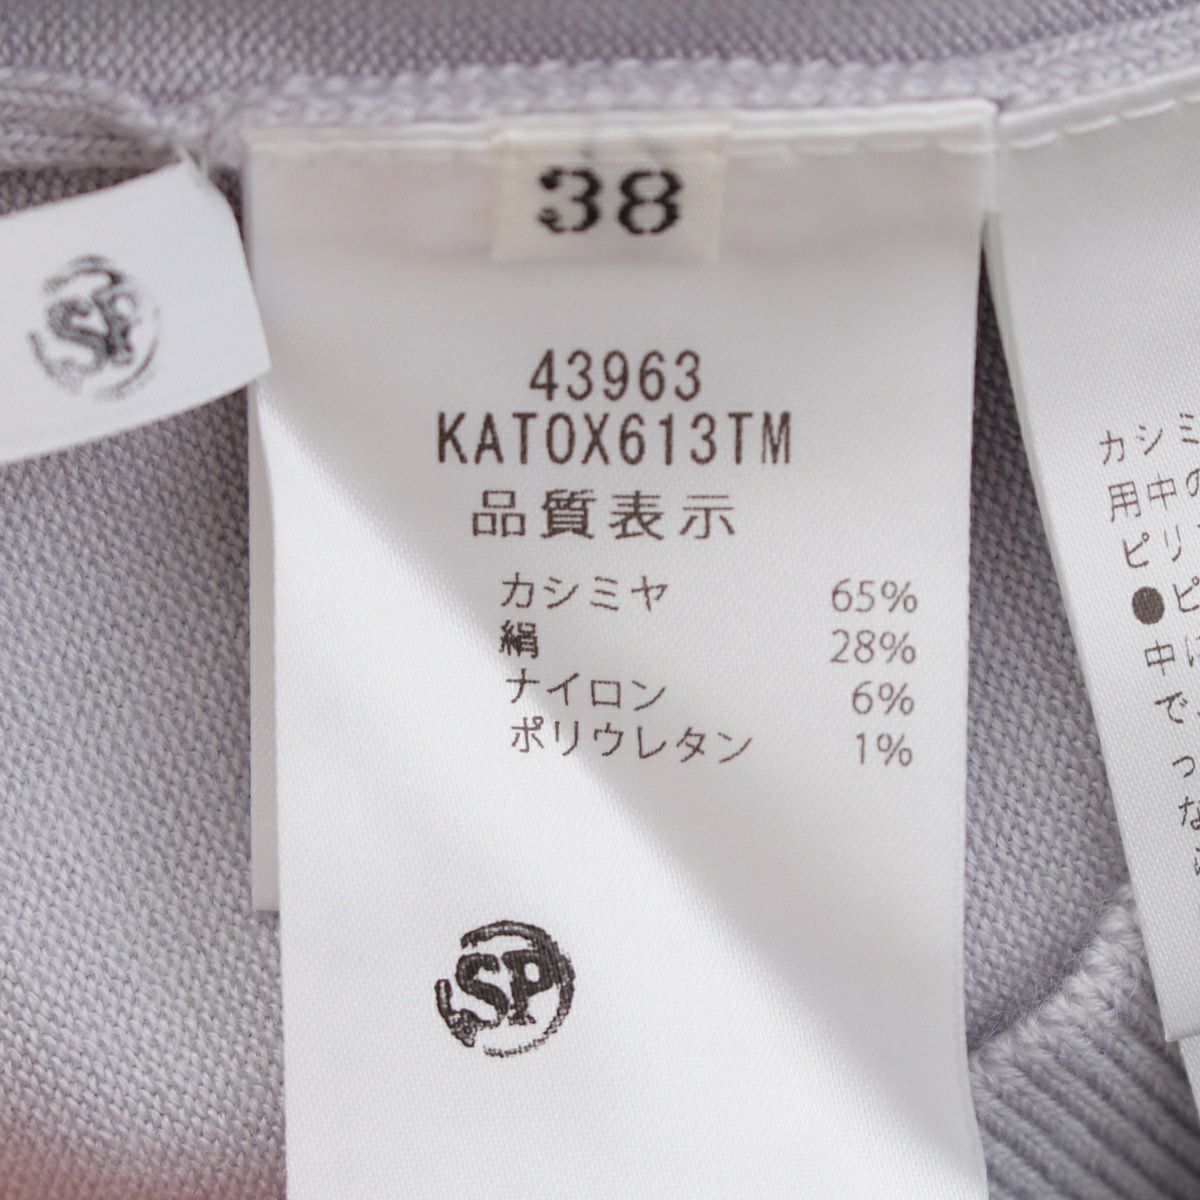 38
SP
43963
KATOX613TM
品質表示
カシミヤ 65%
絹 28%
ナイロン 6%
ポリウレタン 1%
SP
カシミ
用中の
ピリ
●ピ
中に
で
っ
な